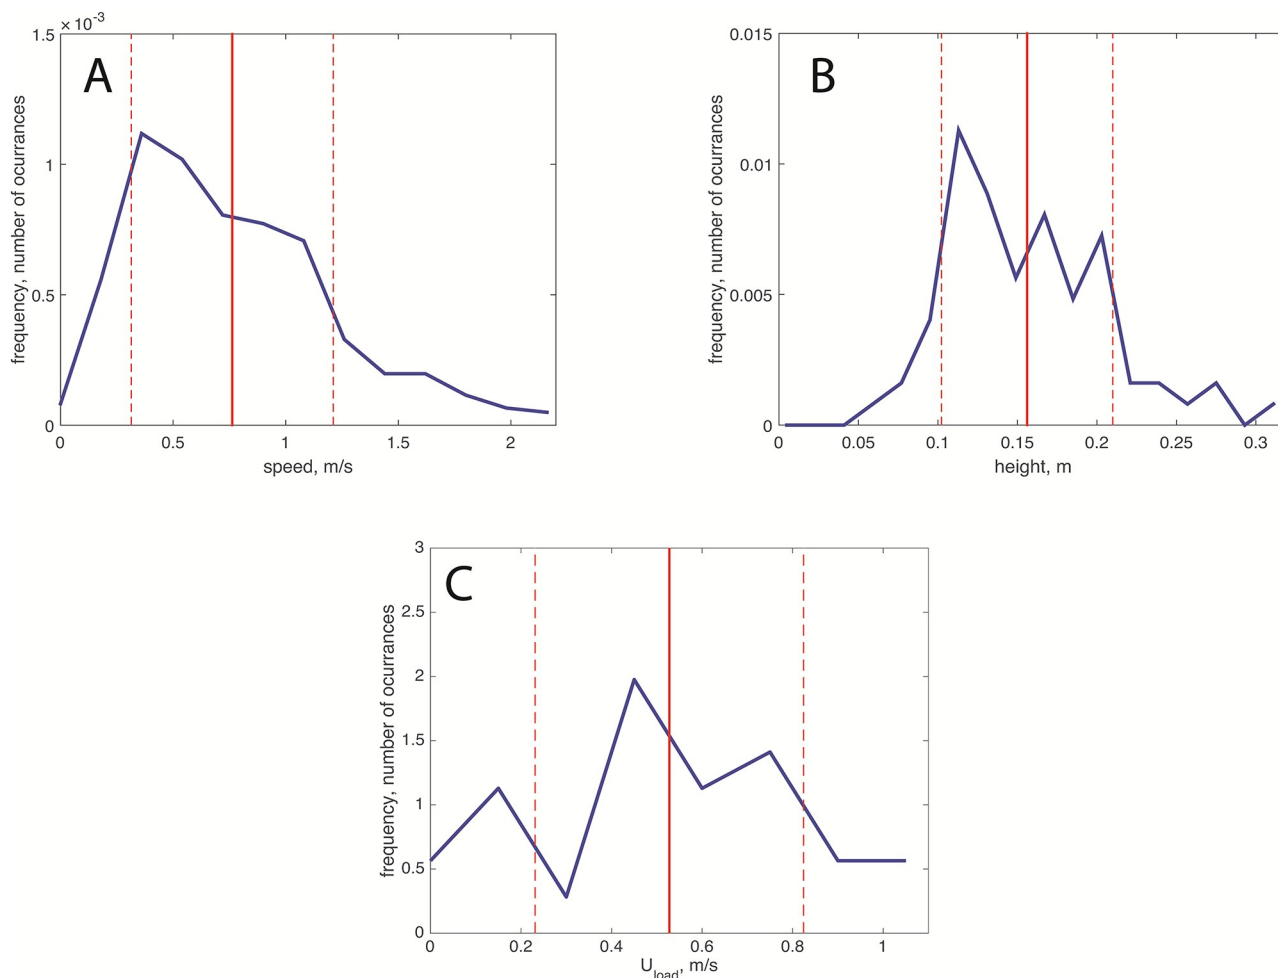 × 10⁻³
1.5
A
1
0.5
0
frequency, number of ocurrances
0 0.5 1 1.5 2
speed, m/s
0.015
B
0.01
0.005
0
frequency, number of ocurrances
0 0.05 0.1 0.15 0.2 0.25 0.3
height, m
3
C
2.5
2
1.5
1
0.5
0
frequency, number of ocurrances
0 0.2 0.4 0.6 0.8 1
U_load, m/s